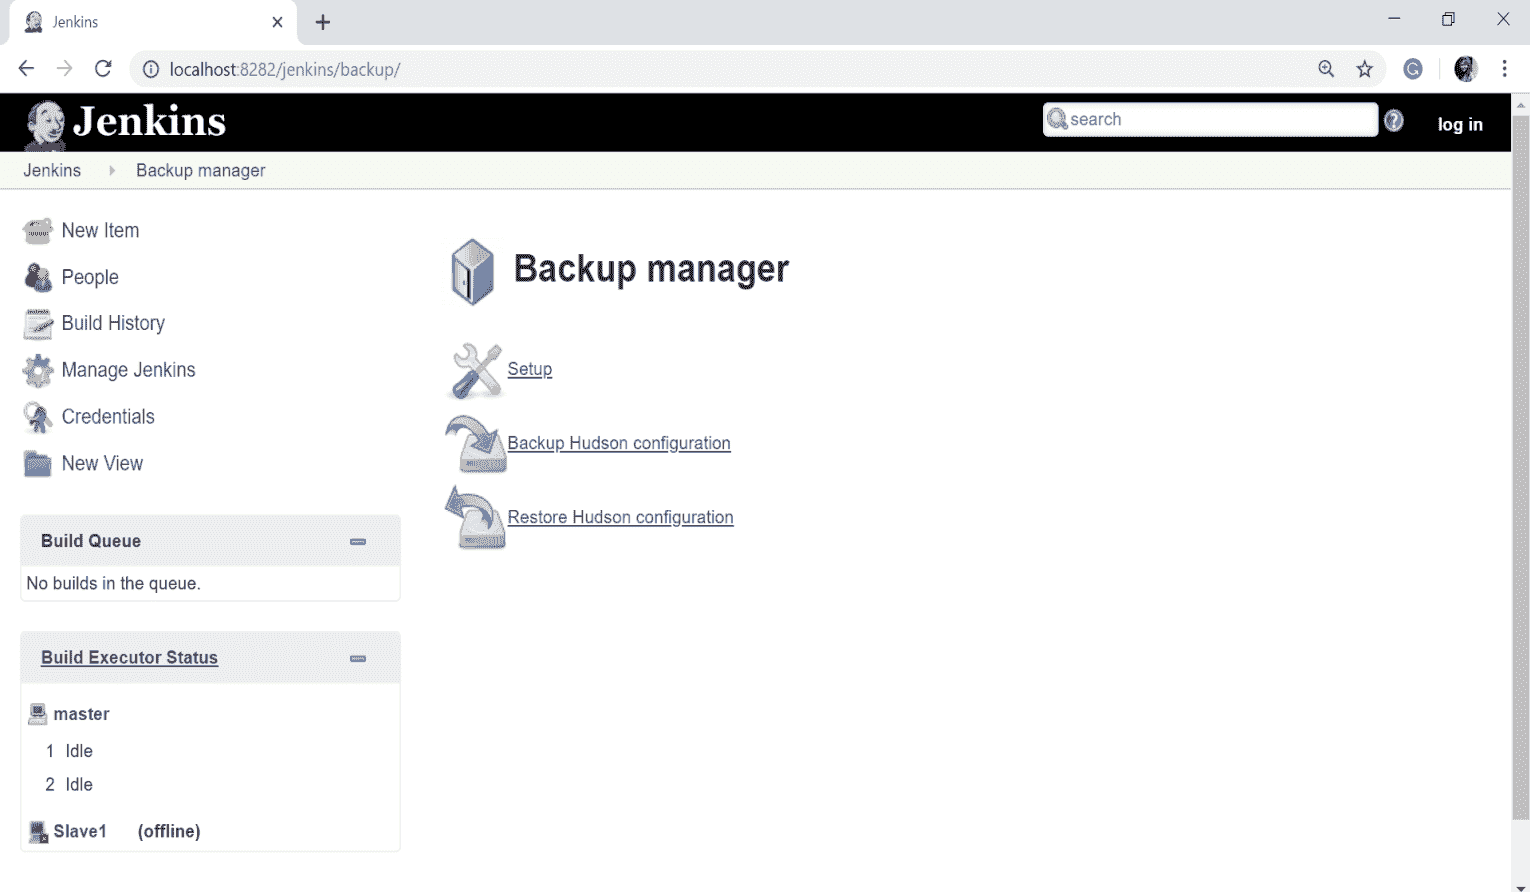 Jenkins
localhost:8282/jenkins/backup/
G
Jenkins
search
?
log in
Jenkins
Backup manager
New Item
People
Build History
Manage Jenkins
Credentials
New View
Build Queue
No builds in the queue.
Build Executor Status
master
1 Idle
2 Idle
Slave1 (offline)
Backup manager
Setup
Backup Hudson configuration
Restore Hudson configuration